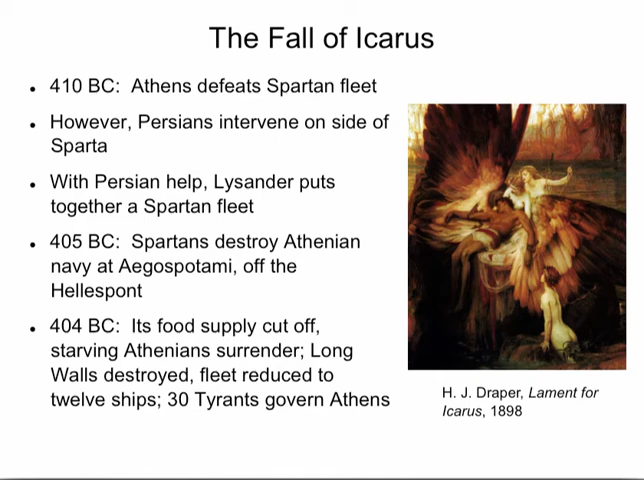 The Fall of Icarus
• 410 BC: Athens defeats Spartan fleet
• However, Persians intervene on side of
Sparta
• With Persian help, Lysander puts
together a Spartan fleet
• 405 BC: Spartans destroy Athenian
navy at Aegospotami, off the
Hellespont
• 404 BC: Its food supply cut off,
starving Athenians surrender; Long
Walls destroyed, fleet reduced to
twelve ships; 30 Tyrants govern Athens
H. J. Draper, Lament for
Icarus, 1898